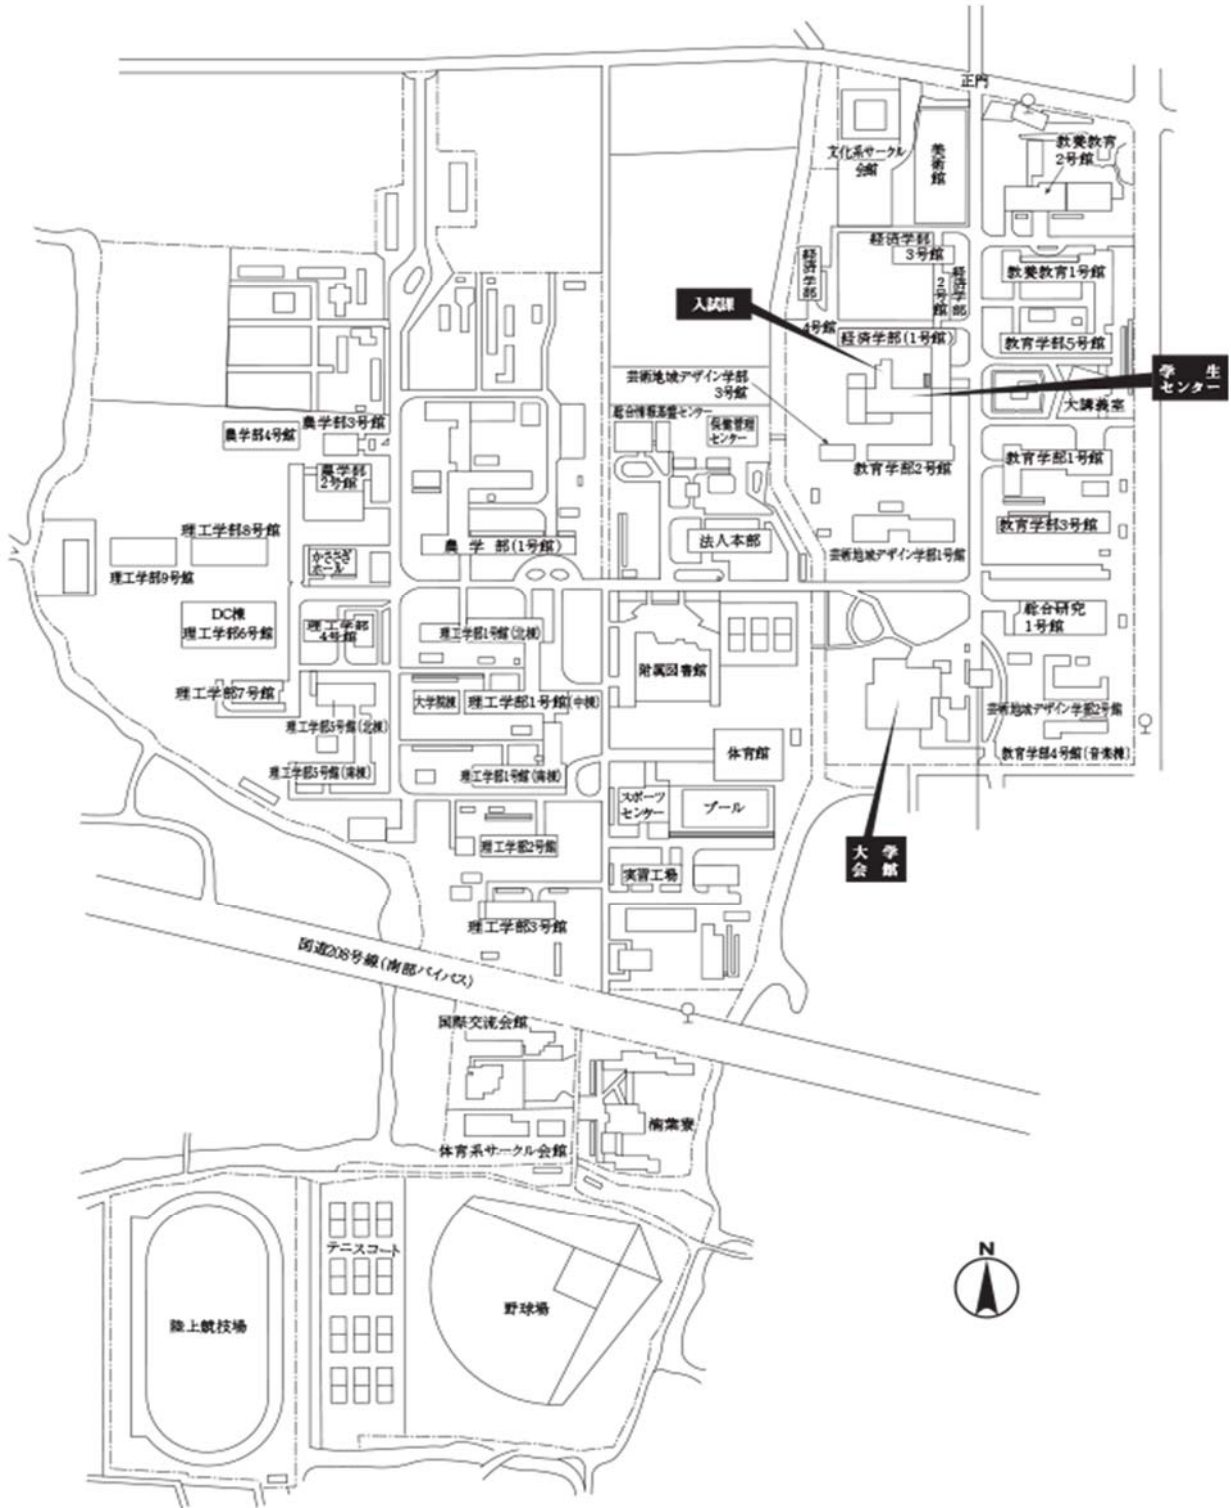 正門
文化系サークル
会館
美術館
教養教育
2号館
経済学部
3号館
経済学部
4号館
経済学部
2号館
教養教育1号館
入試課
経済学部(1号館)
教育学部5号館
学生
センター
芸術地域デザイン学部
3号館
大講義室
総合情報基盤センター
保健管理
センター
農学部3号館
農学部4号館
教育学部2号館
教育学部1号館
農学部
2号館
理工学部8号館
教育学部3号館
農学部(1号館)
法人本部
芸術地域デザイン学部1号館
かささぎ
ホール
理工学部9号館
DC棟
理工学部6号館
理工学部
4号館
理工学部1号館(北棟)
総合研究
1号館
附属図書館
理工学部7号館
大学院棟
理工学部1号館(中棟)
芸術地域デザイン学部2号館
理工学部5号館(北棟)
体育館
教育学部4号館(音楽棟)
理工学部5号館(南棟)
理工学部1号館(南棟)
スポーツ
センター
プール
理工学部2号館
大学
会館
実習工場
理工学部3号館
国道208号線(南部バイパス)
国際交流会館
楠葉寮
体育系サークル会館
テニスコート
N
野球場
陸上競技場